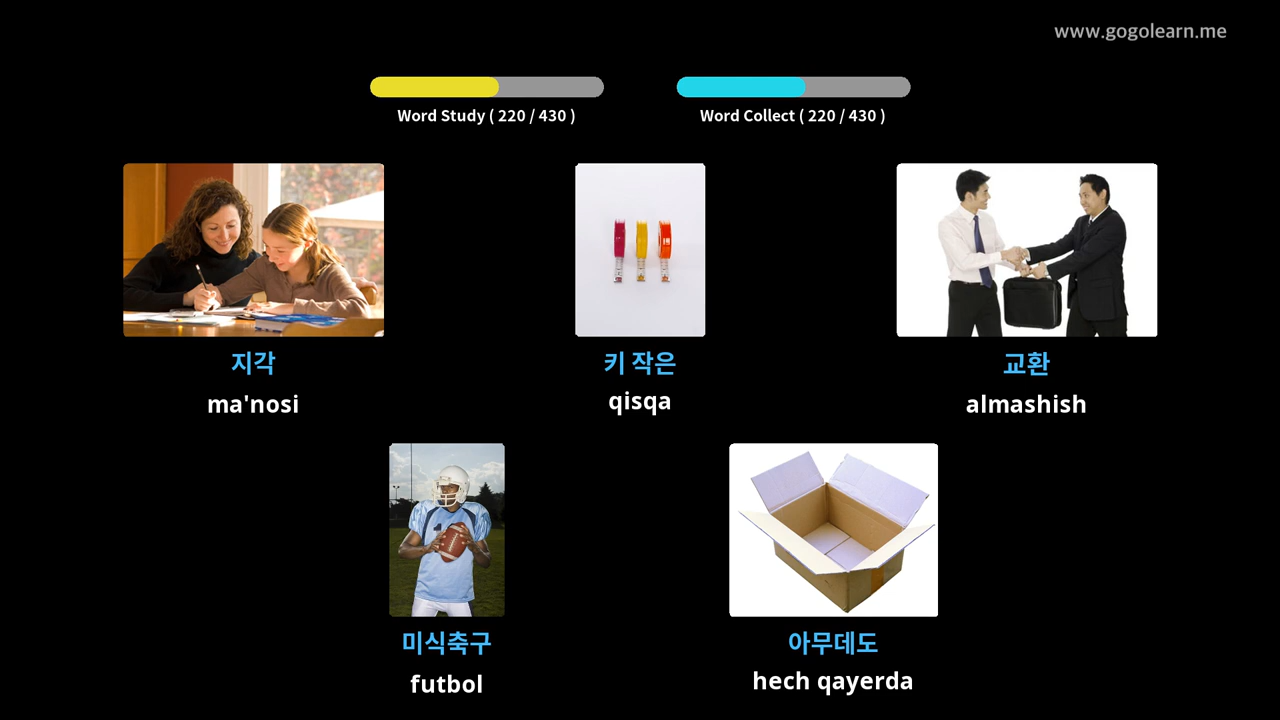 www.gogolearn.me
Word Study ( 220 / 430 )
Word Collect ( 220 / 430 )
지각
ma'nosi
키 작은
qisqa
교환
almashish
미식축구
futbol
아무데도
hech qayerda